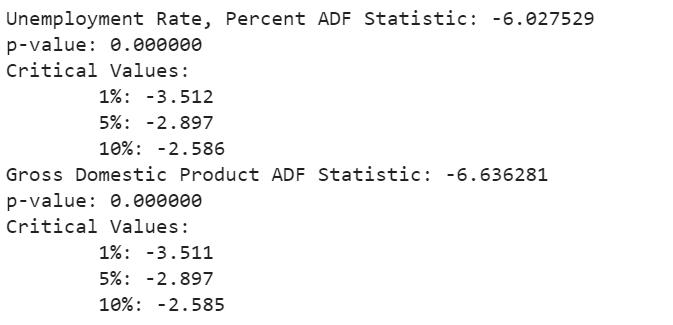 Unemployment Rate, Percent ADF Statistic: -6.027529
p-value: 0.000000
Critical Values:
	1%: -3.512
	5%: -2.897
	10%: -2.586
Gross Domestic Product ADF Statistic: -6.636281
p-value: 0.000000
Critical Values:
	1%: -3.511
	5%: -2.897
	10%: -2.585